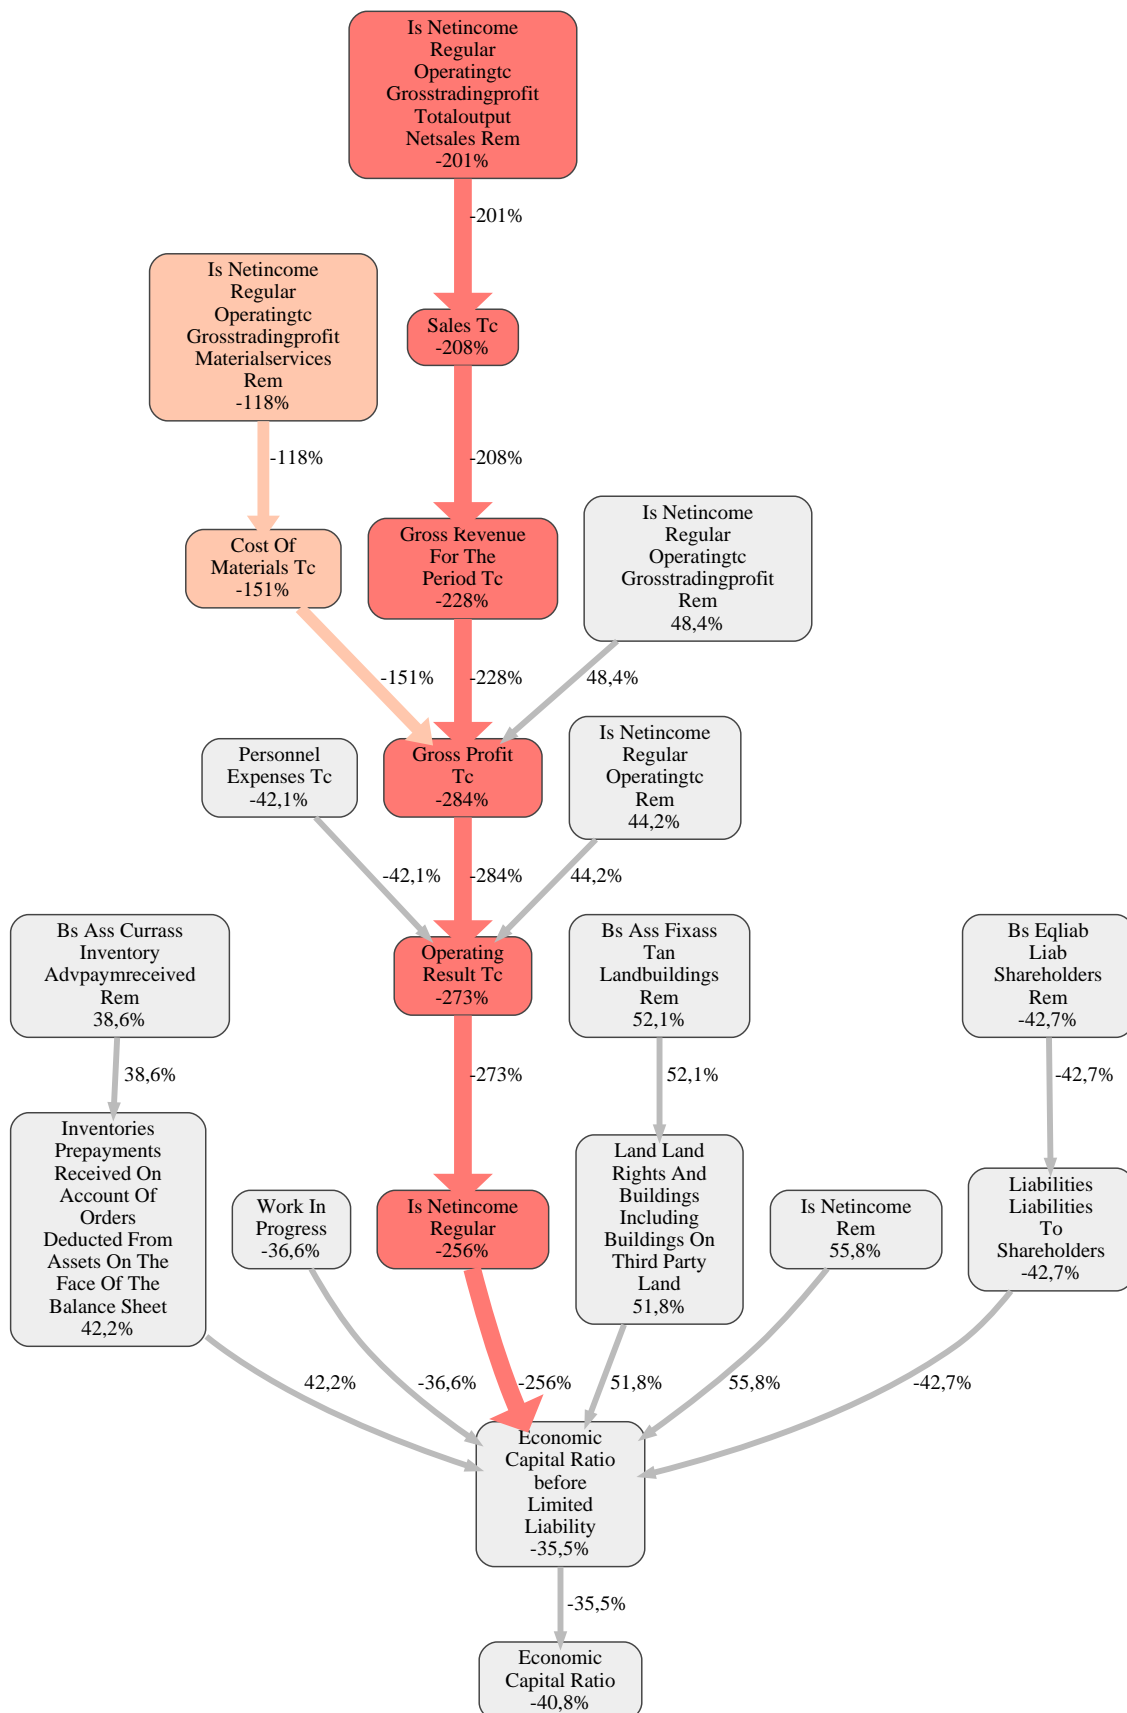 Is Netincome
Regular
Operatingtc
Grosstradingprofit
Totaloutput
Netsales Rem
-201%
-201%
Is Netincome
Regular
Operatingtc
Grosstradingprofit
Materialservices
Rem
-118%
Sales Tc
-208%
-118%
-208%
Is Netincome
Regular
Operatingtc
Grosstradingprofit
Rem
48,4%
Cost Of
Materials Tc
-151%
Gross Revenue
For The
Period Tc
-228%
-151%
-228%
48,4%
Personnel
Expenses Tc
-42,1%
Gross Profit
Tc
-284%
Is Netincome
Regular
Operatingtc
Rem
44,2%
-42,1%
-284%
44,2%
Bs Ass Currass
Inventory
Advpaymreceived
Rem
38,6%
Operating
Result Tc
-273%
Bs Ass Fixass
Tan
Landbuildings
Rem
52,1%
Bs Eqliab
Liab
Shareholders
Rem
-42,7%
38,6%
-273%
52,1%
-42,7%
Inventories
Prepayments
Received On
Account Of
Orders
Deducted From
Assets On The
Face Of The
Balance Sheet
42,2%
Work In
Progress
-36,6%
Is Netincome
Regular
-256%
Land Land
Rights And
Buildings
Including
Buildings On
Third Party
Land
51,8%
Is Netincome
Rem
55,8%
Liabilities
Liabilities
To
Shareholders
-42,7%
42,2%
-36,6%
-256%
51,8%
55,8%
-42,7%
Economic
Capital Ratio
before
Limited
Liability
-35,5%
-35,5%
Economic
Capital Ratio
-40,8%